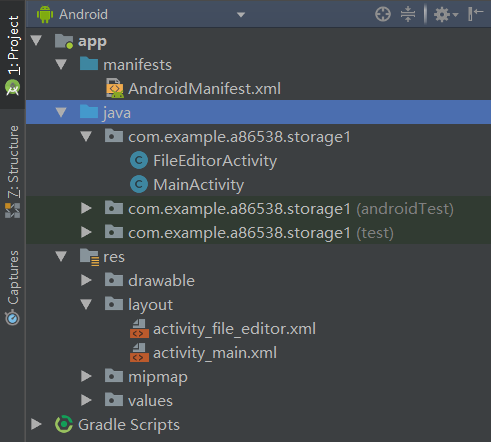 Android
app
manifests
AndroidManifest.xml
java
com.example.a86538.storage1
FileEditorActivity
MainActivity
com.example.a86538.storage1 (androidTest)
com.example.a86538.storage1 (test)
res
drawable
layout
activity_file_editor.xml
activity_main.xml
mipmap
values
Gradle Scripts
1: Project
7: Structure
Captures